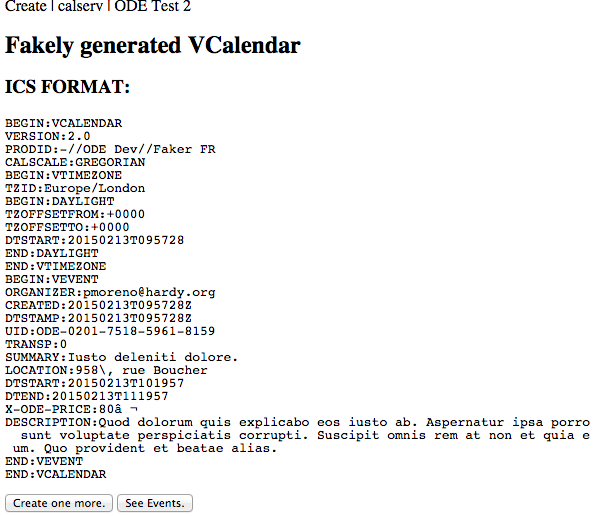 Create | calserv | ODE Test 2
Fakely generated VCalendar
ICS FORMAT:
BEGIN:VCALENDAR
VERSION:2.0
PRODID:-//ODE Dev//Faker FR
CALSCALE:GREGORIAN
BEGIN:VTIMEZONE
TZID:Europe/London
BEGIN:DAYLIGHT
TZOFFSETFROM:+0000
TZOFFSETTO:+0000
DTSTART:20150213T095728
END:DAYLIGHT
END:VTIMEZONE
BEGIN:VEVENT
ORGANIZER:pmoreno@hardy.org
CREATED:20150213T095728Z
DTSTAMP:20150213T095728Z
UID:ODE-0201-7518-5961-8159
TRANSP:0
SUMMARY:Iusto deleniti dolore.
LOCATION:958\, rue Boucher
DTSTART:20150213T101957
DTEND:20150213T111957
X-ODE-PRICE:80â ¬
DESCRIPTION:Quod dolorum quis explicabo eos iusto ab. Aspernatur ipsa porro
sunt voluptate perspiciatis corrupti. Suscipit omnis rem at non et quia e
um. Quo provident et beatae alias.
END:VEVENT
END:VCALENDAR
Create one more. See Events.